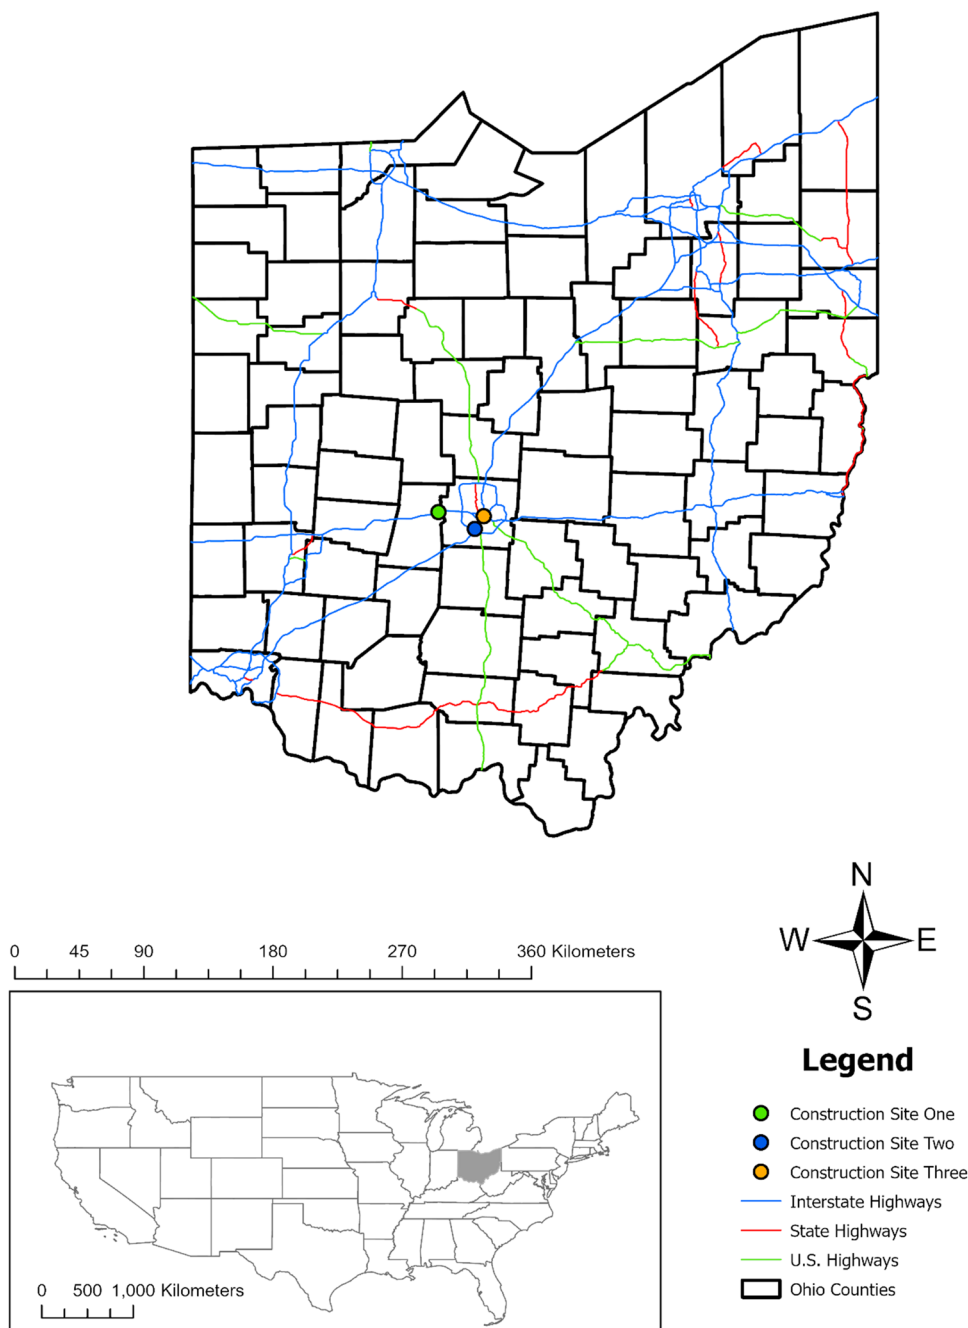 N
W E
S
0 45 90 180 270 360 Kilometers
Legend
Construction Site One
Construction Site Two
Construction Site Three
Interstate Highways
State Highways
U.S. Highways
Ohio Counties
0 500 1,000 Kilometers